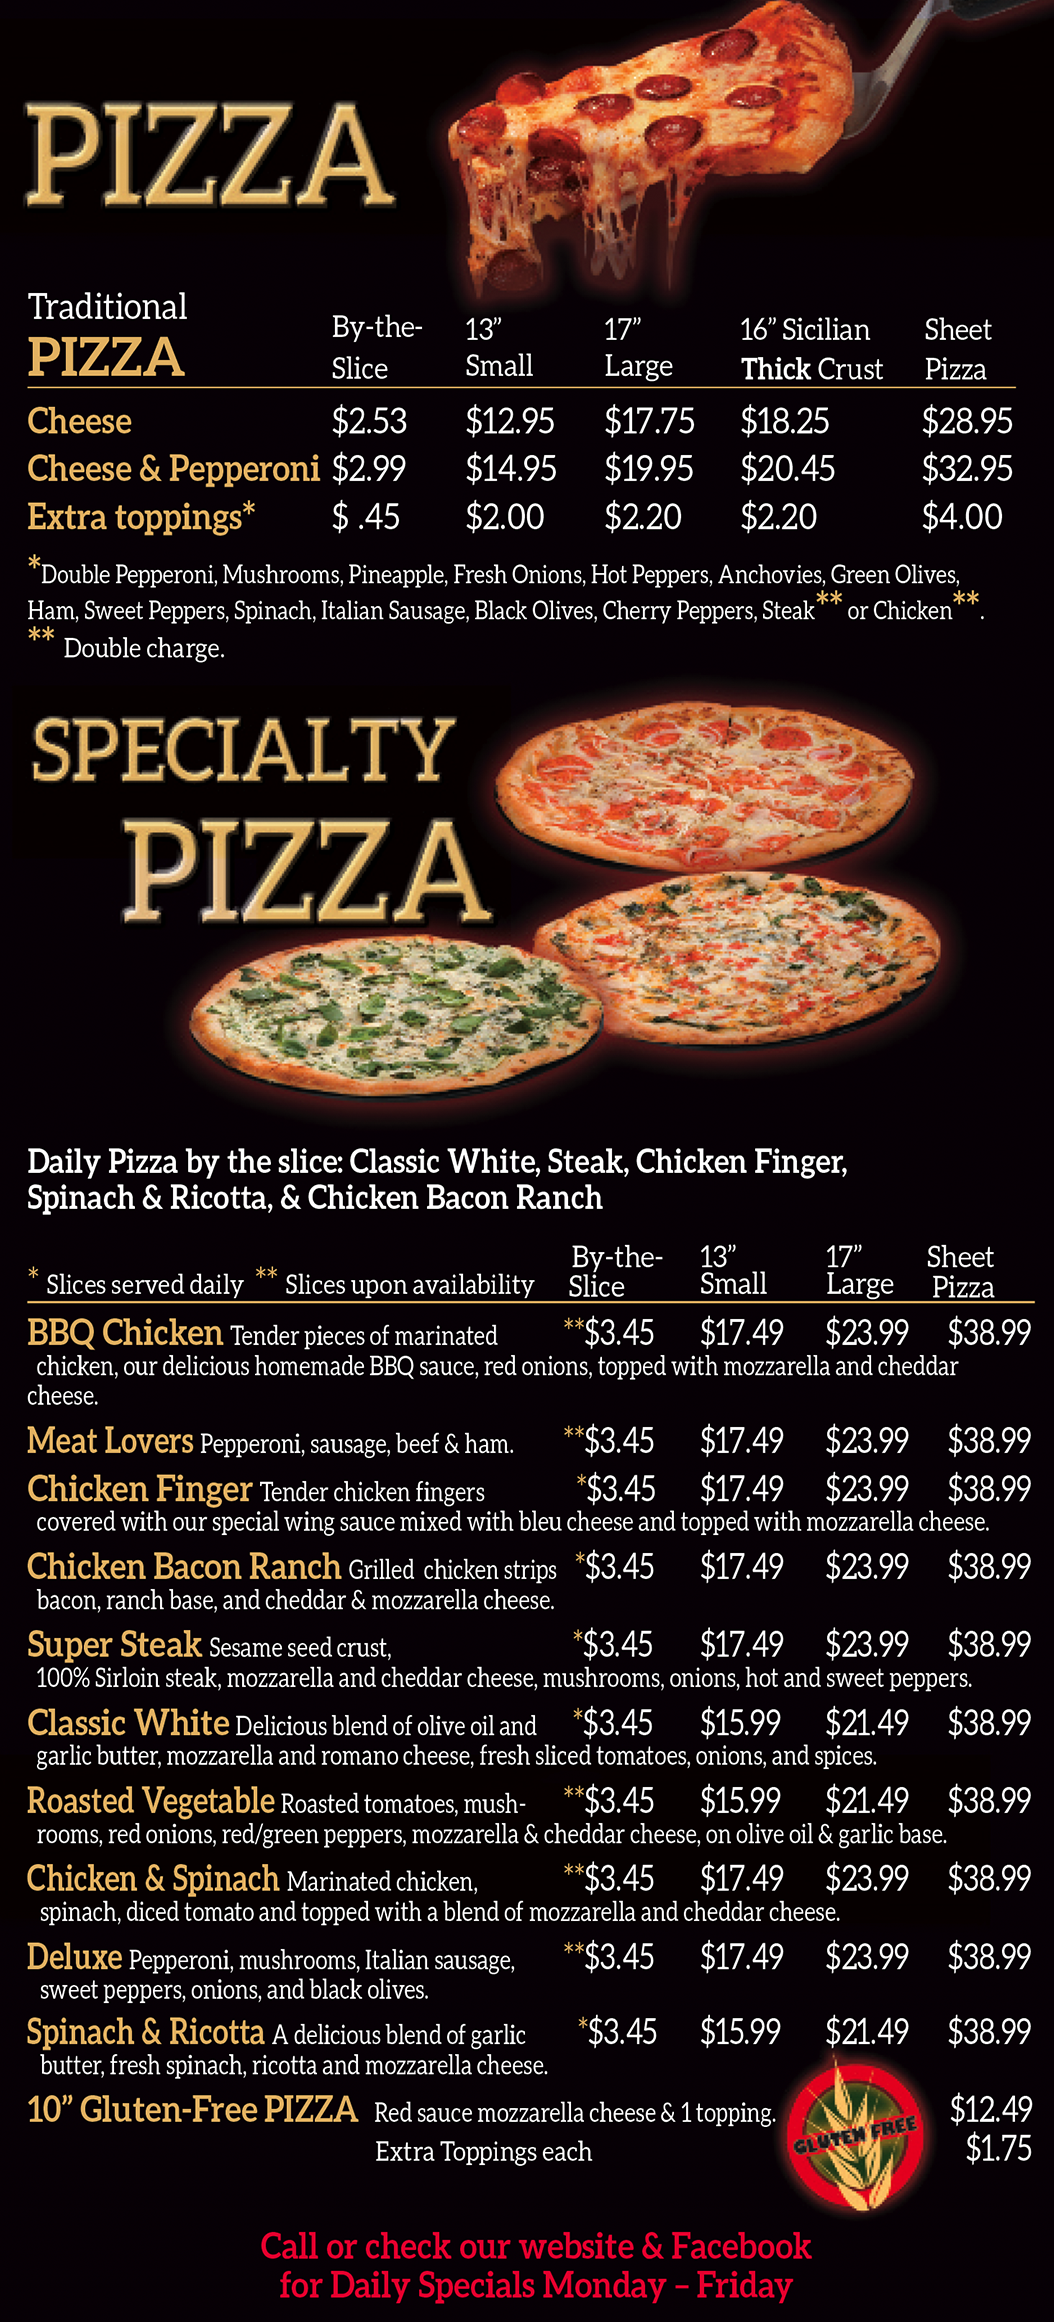 PIZZA
Traditional
PIZZA
By-the-Slice 13” Small 17” Large 16” Sicilian Thick Crust Sheet Pizza
Cheese $2.53 $12.95 $17.75 $18.25 $28.95
Cheese & Pepperoni $2.99 $14.95 $19.95 $20.45 $32.95
Extra toppings* $ .45 $2.00 $2.20 $2.20 $4.00
*Double Pepperoni, Mushrooms, Pineapple, Fresh Onions, Hot Peppers, Anchovies, Green Olives,
Ham, Sweet Peppers, Spinach, Italian Sausage, Black Olives, Cherry Peppers, Steak** or Chicken**.
** Double charge.
SPECIALTY
PIZZA
Daily Pizza by the slice: Classic White, Steak, Chicken Finger,
Spinach & Ricotta, & Chicken Bacon Ranch
* Slices served daily ** Slices upon availability By-the-Slice 13” Small 17” Large Sheet Pizza
BBQ Chicken Tender pieces of marinated **$3.45 $17.49 $23.99 $38.99
chicken, our delicious homemade BBQ sauce, red onions, topped with mozzarella and cheddar
cheese.
Meat Lovers Pepperoni, sausage, beef & ham. **$3.45 $17.49 $23.99 $38.99
Chicken Finger Tender chicken fingers *$3.45 $17.49 $23.99 $38.99
covered with our special wing sauce mixed with bleu cheese and topped with mozzarella cheese.
Chicken Bacon Ranch Grilled chicken strips *$3.45 $17.49 $23.99 $38.99
bacon, ranch base, and cheddar & mozzarella cheese.
Super Steak Sesame seed crust, *$3.45 $17.49 $23.99 $38.99
100% Sirloin steak, mozzarella and cheddar cheese, mushrooms, onions, hot and sweet peppers.
Classic White Delicious blend of olive oil and *$3.45 $15.99 $21.49 $38.99
garlic butter, mozzarella and romano cheese, fresh sliced tomatoes, onions, and spices.
Roasted Vegetable Roasted tomatoes, mush- **$3.45 $15.99 $21.49 $38.99
rooms, red onions, red/green peppers, mozzarella & cheddar cheese, on olive oil & garlic base.
Chicken & Spinach Marinated chicken, **$3.45 $17.49 $23.99 $38.99
spinach, diced tomato and topped with a blend of mozzarella and cheddar cheese.
Deluxe Pepperoni, mushrooms, Italian sausage, **$3.45 $17.49 $23.99 $38.99
sweet peppers, onions, and black olives.
Spinach & Ricotta A delicious blend of garlic *$3.45 $15.99 $21.49 $38.99
butter, fresh spinach, ricotta and mozzarella cheese.
10” Gluten-Free PIZZA Red sauce mozzarella cheese & 1 topping. $12.49
GLUTEN FREE
Extra Toppings each $1.75
Call or check our website & Facebook
for Daily Specials Monday – Friday